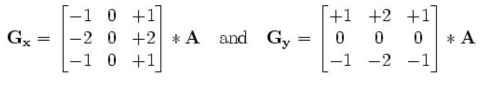 G_x = [−1 0 +1; −2 0 +2; −1 0 +1] * A and G_y = [+1 +2 +1; 0 0 0; −1 −2 −1] * A